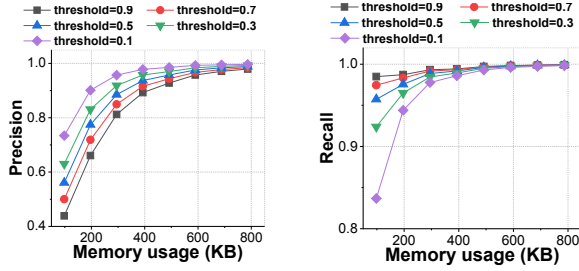 threshold=0.9 threshold=0.7
threshold=0.5 threshold=0.3
threshold=0.1
1.0
0.8
0.6
0.4
Precision
200 400 600 800
Memory usage (KB)
threshold=0.9 threshold=0.7
threshold=0.5 threshold=0.3
threshold=0.1
1.0
0.9
0.8
Recall
200 400 600 800
Memory usage (KB)